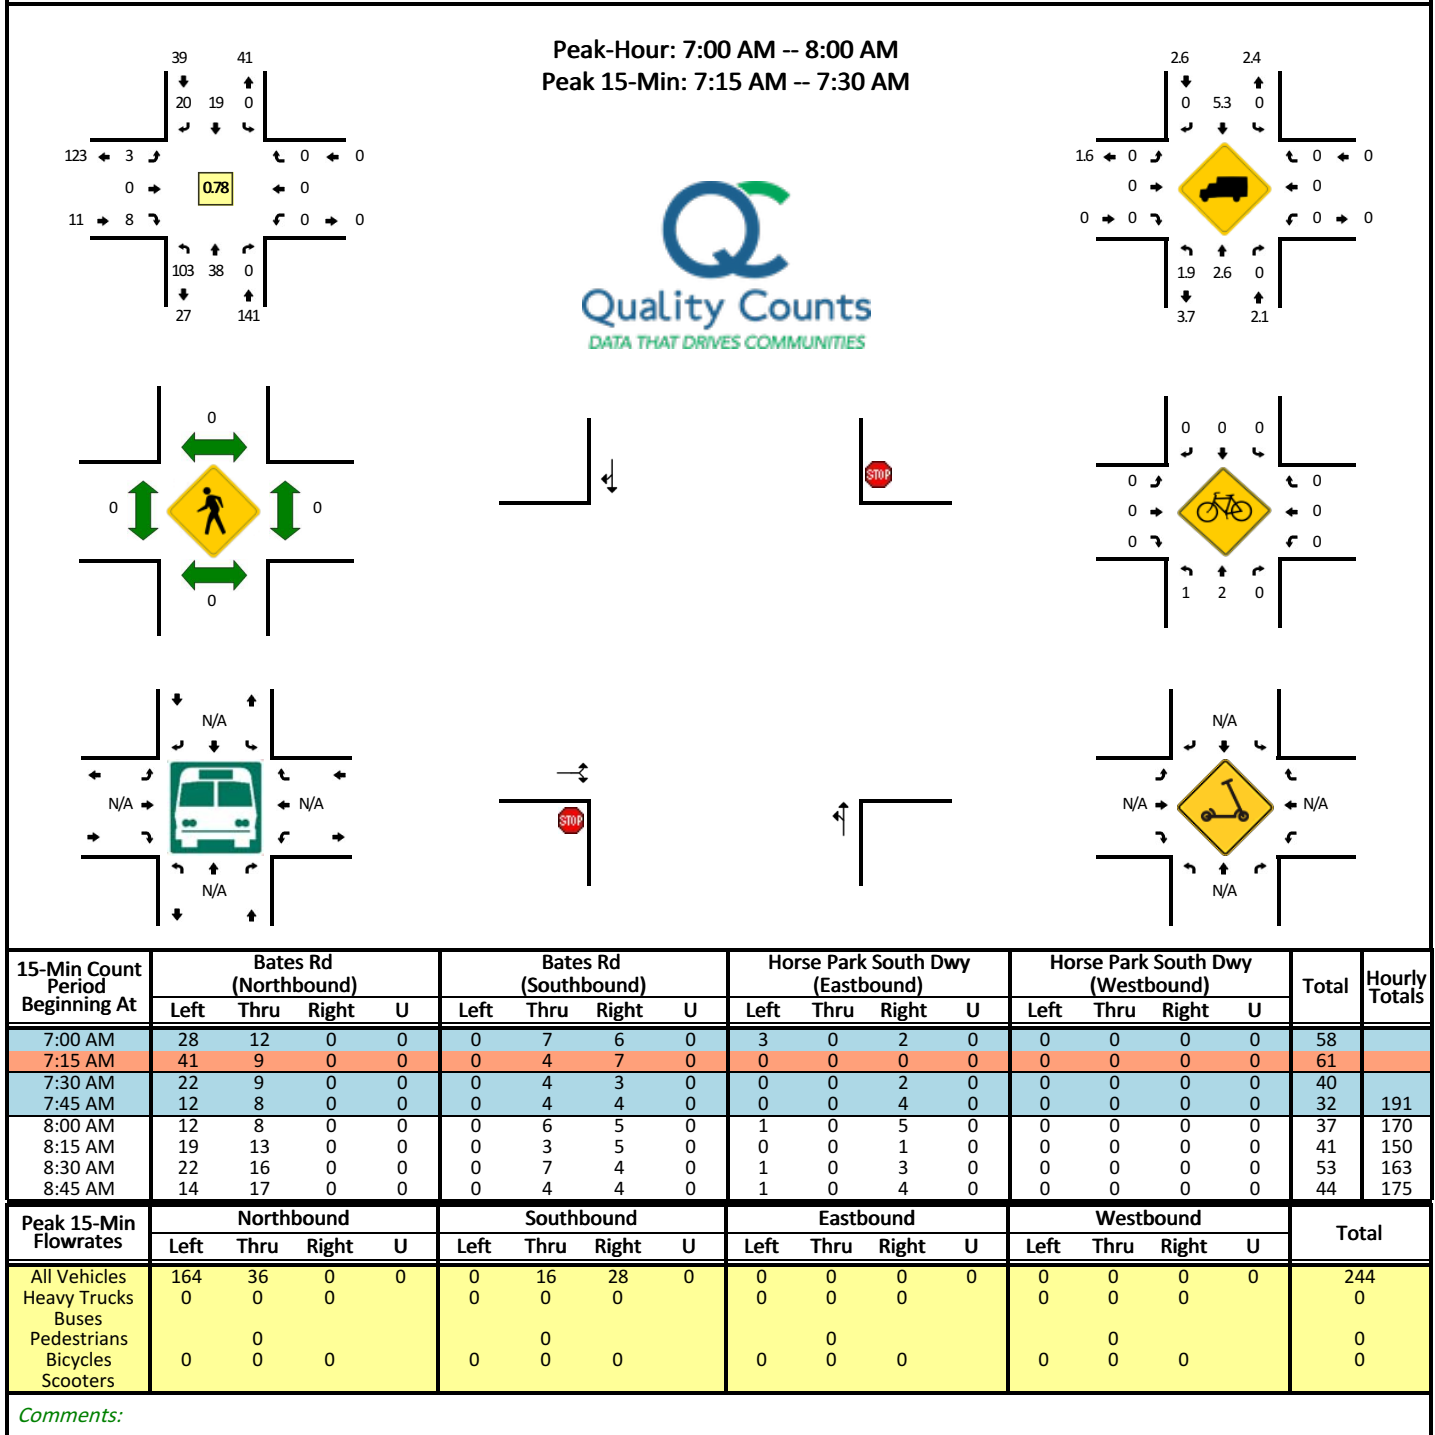 Peak-Hour: 7:00 AM -- 8:00 AM
Peak 15-Min: 7:15 AM -- 7:30 AM
39 41
20 19 0
123 3 0 0
0 0.78 0
11 8 0 0
103 38 0
27 141
QC
Quality Counts
DATA THAT DRIVES COMMUNITIES
2.6 2.4
0 5.3 0
1.6 0 0 0
0 0
0 0 0 0
1.9 2.6 0
3.7 2.1
0
0 0
0
STOP
0 0 0
0 0
0 0
0 0
1 2 0
N/A
N/A N/A
N/A
STOP
N/A
N/A N/A
N/A
15-Min Count Period Beginning At Bates Rd (Northbound) Bates Rd (Southbound) Horse Park South Dwy (Eastbound) Horse Park South Dwy (Westbound) Total Hourly Totals
Left Thru Right U Left Thru Right U Left Thru Right U Left Thru Right U
7:00 AM 28 12 0 0 0 7 6 0 3 0 2 0 0 0 0 0 58
7:15 AM 41 9 0 0 0 4 7 0 0 0 0 0 0 0 0 0 61
7:30 AM 22 9 0 0 0 4 3 0 0 0 2 0 0 0 0 0 40
7:45 AM 12 8 0 0 0 4 4 0 0 0 4 0 0 0 0 0 32 191
8:00 AM 12 8 0 0 0 6 5 0 1 0 5 0 0 0 0 0 37 170
8:15 AM 19 13 0 0 0 3 5 0 0 0 1 0 0 0 0 0 41 150
8:30 AM 22 16 0 0 0 7 4 0 1 0 3 0 0 0 0 0 53 163
8:45 AM 14 17 0 0 0 4 4 0 1 0 4 0 0 0 0 0 44 175
Peak 15-Min Flowrates Northbound Southbound Eastbound Westbound Total
Left Thru Right U Left Thru Right U Left Thru Right U Left Thru Right U
All Vehicles 164 36 0 0 0 16 28 0 0 0 0 0 0 0 0 0 244
Heavy Trucks 0 0 0 0 0 0 0 0 0 0 0 0 0
Buses
Pedestrians 0 0 0 0 0
Bicycles 0 0 0 0 0 0 0 0 0 0 0 0 0
Scooters
Comments: